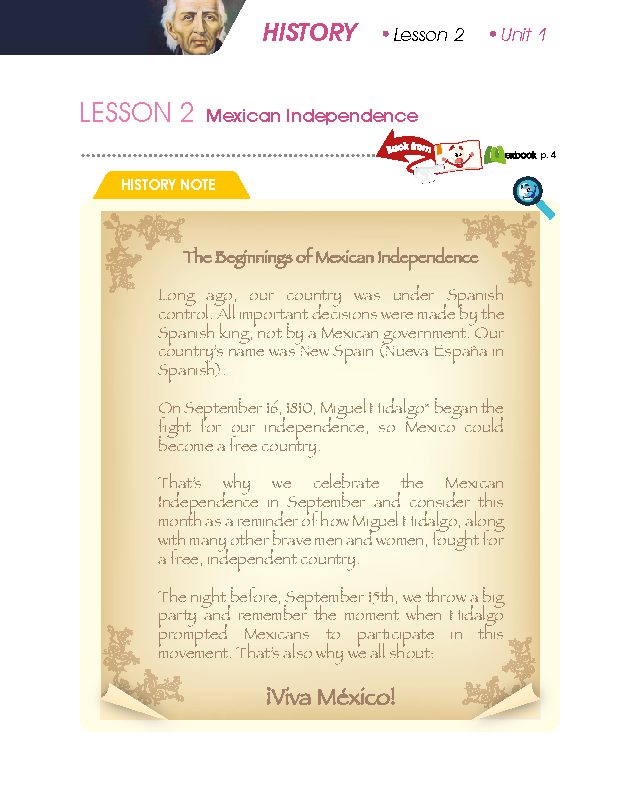 HISTORY • Lesson 2 • Unit 1
LESSON 2 Mexican Independence
Back from
book p. 4
HISTORY NOTE
The Beginnings of Mexican Independence
Long ago, our country was under Spanish
control. All important decisions were made by the
Spanish king, not by a Mexican government. Our
country's name was New Spain (Nueva España in
Spanish).
On September 16, 1810, Miguel Hidalgo* began the
fight for our independence, so Mexico could
become a free country.
That's why we celebrate the Mexican
Independence in September and consider this
month as a reminder of how Miguel Hidalgo, along
with many other brave men and women, fought for
a free, independent country.
The night before, September 15th, we throw a big
party and remember the moment when Hidalgo
prompted Mexicans to participate in this
movement. That's also why we all shout:
¡Viva México!